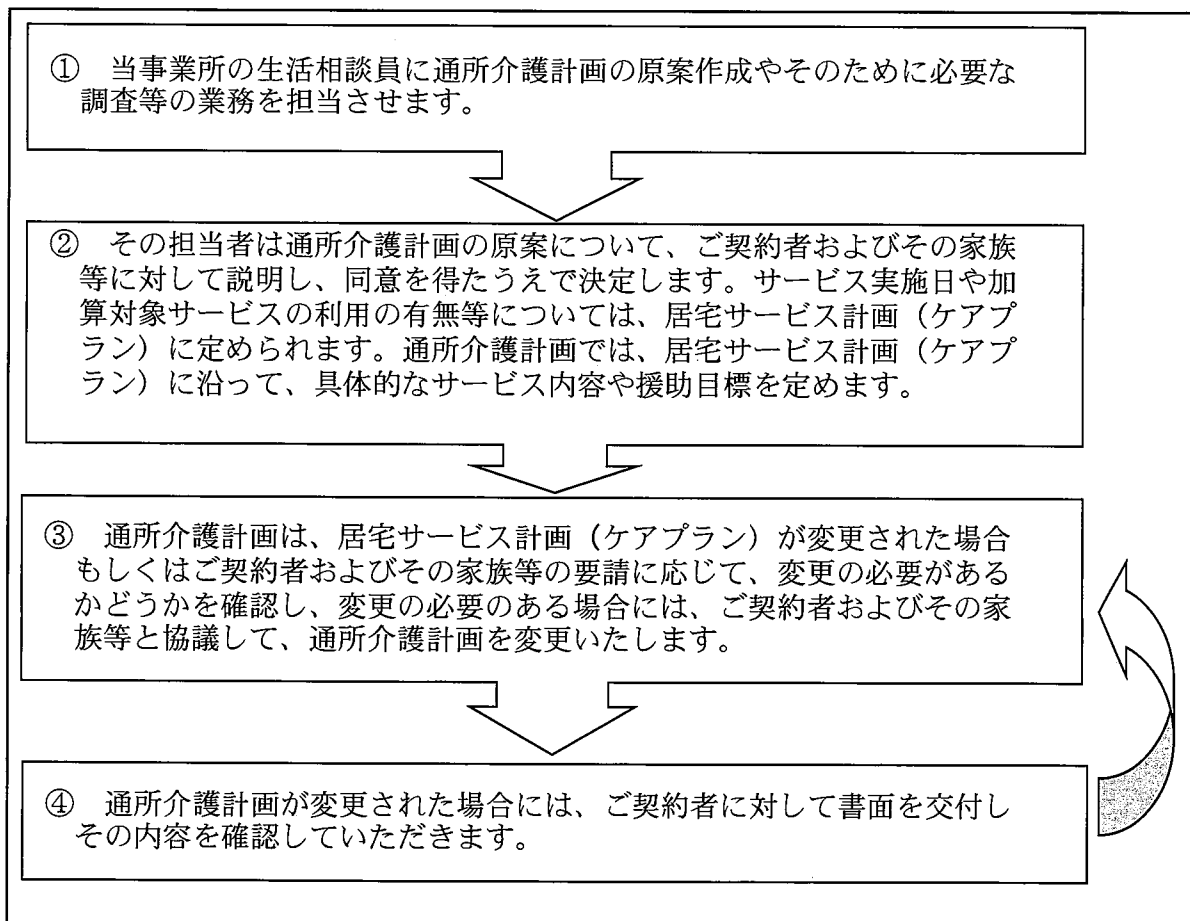 ① 当事業所の生活相談員に通所介護計画の原案作成やそのために必要な
調査等の業務を担当させます。
② その担当者は通所介護計画の原案について、ご契約者およびその家族
等に対して説明し、同意を得たうえで決定します。サービス実施日や加
算対象サービスの利用の有無等については、居宅サービス計画（ケアプ
ラン）に定められます。通所介護計画では、居宅サービス計画（ケアプ
ラン）に沿って、具体的なサービス内容や援助目標を定めます。
③ 通所介護計画は、居宅サービス計画（ケアプラン）が変更された場合
もしくはご契約者およびその家族等の要請に応じて、変更の必要がある
かどうかを確認し、変更の必要のある場合には、ご契約者およびその家
族等と協議して、通所介護計画を変更いたします。
④ 通所介護計画が変更された場合には、ご契約者に対して書面を交付し
その内容を確認していただきます。